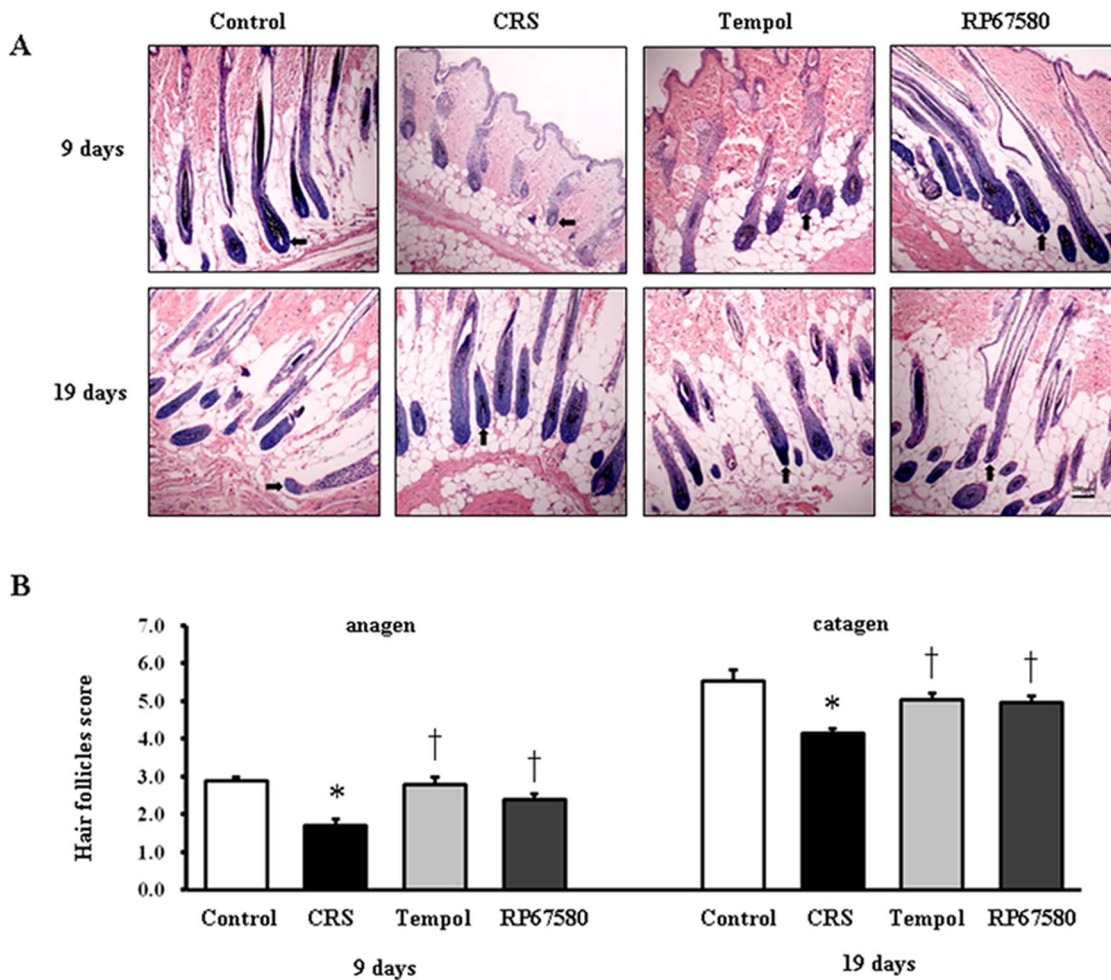 Control CRS Tempol RP67580
A
9 days
19 days
B
anagen catagen
7.0
6.0
5.0
4.0
3.0
2.0
1.0
0.0
Hair follicles score
* † † * † †
Control CRS Tempol RP67580 Control CRS Tempol RP67580
9 days 19 days